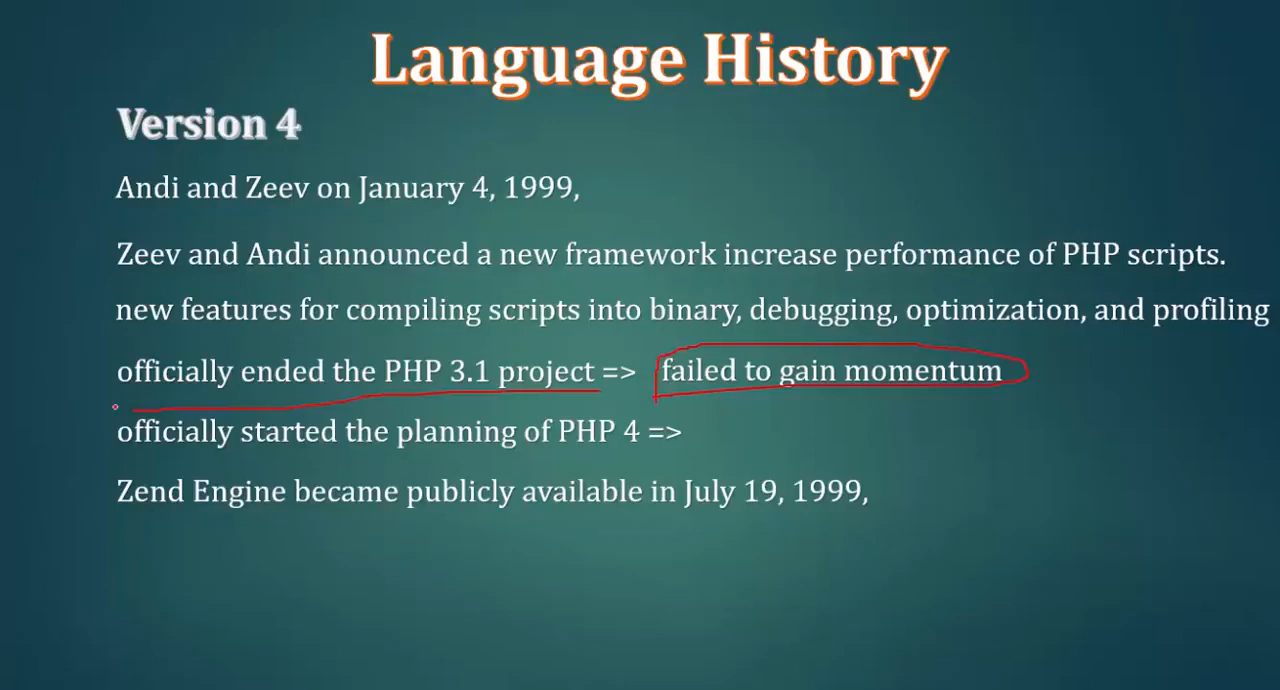 Language History
Version 4
Andi and Zeev on January 4, 1999,
Zeev and Andi announced a new framework increase performance of PHP scripts.
new features for compiling scripts into binary, debugging, optimization, and profiling
officially ended the PHP 3.1 project => failed to gain momentum
officially started the planning of PHP 4 =>
Zend Engine became publicly available in July 19, 1999,